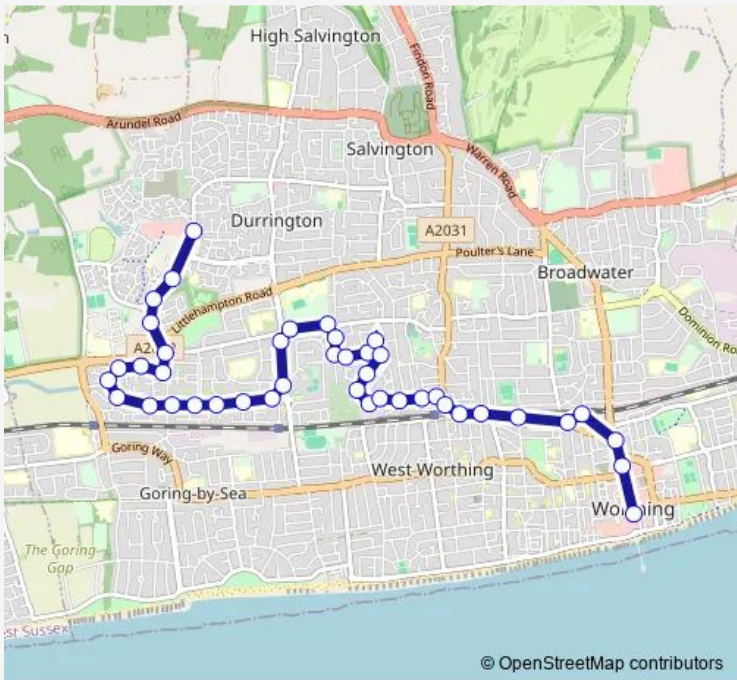 High Salvington
Findon Road
Arundel Road
Salvington
Warren Road
Durrington
A2031
Poulter's Lane
Broadwater
Littlehampton Road
Dominion Ro
Goring Way
West Worthing
Goring-by-Sea
The Goring
Gap
est Sussex
© OpenStreetMap contributors